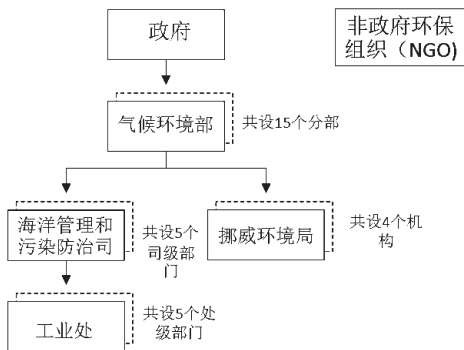 政府
非政府环保
组织（NGO)
气候环境部
共设15个分部
海洋管理和
污染防治司
共设5个
司级部
门
挪威环境局
共设4个机
构
工业处
共设5个处
级部门